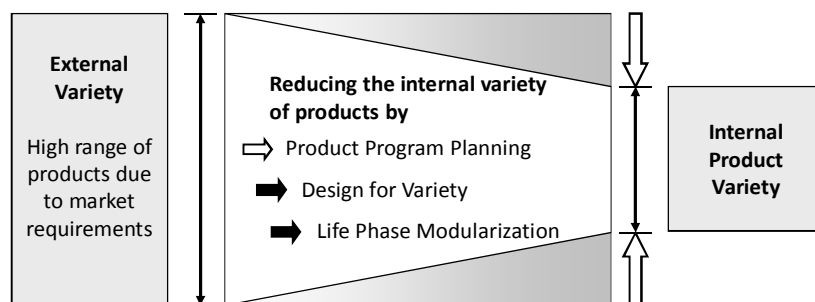 External
Variety
High range of
products due
to market
requirements
Reducing the internal variety
of products by
Product Program Planning
Design for Variety
Life Phase Modularization
Internal
Product
Variety